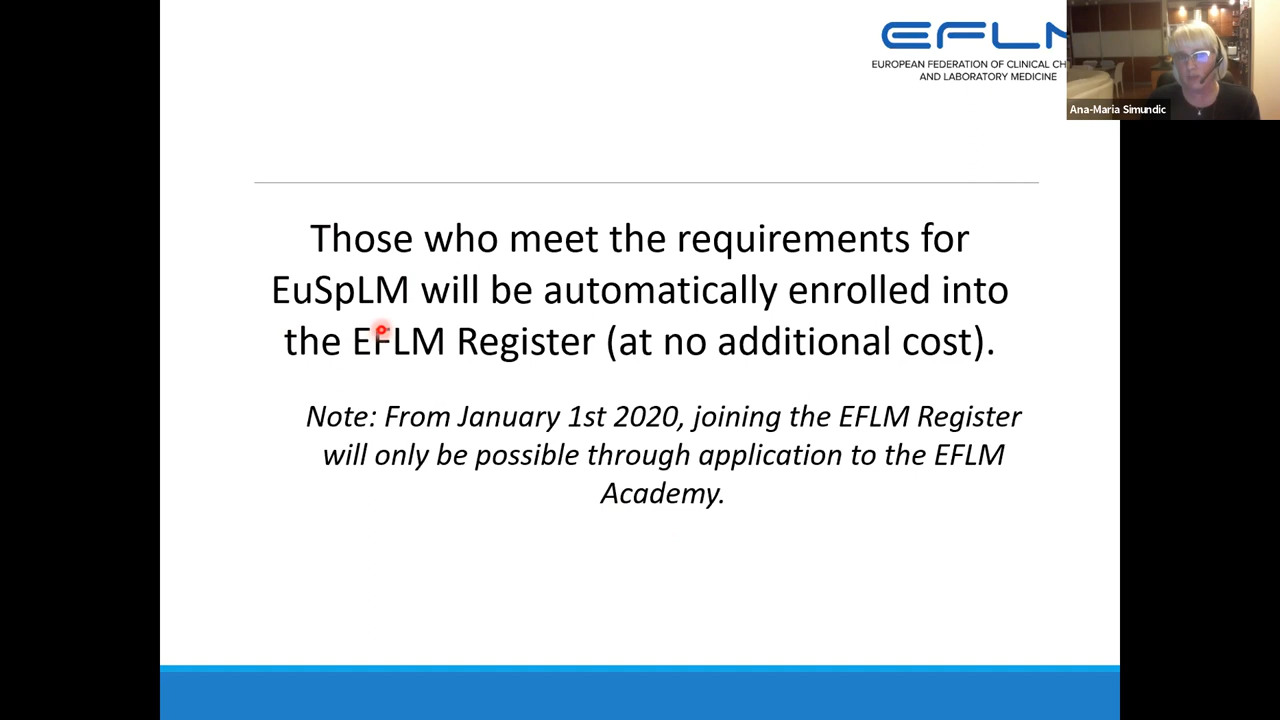 EFLM
EUROPEAN FEDERATION OF CLINICAL CH
AND LABORATORY MEDICINE
Ana-Maria Simundic
Those who meet the requirements for
EuSpLM will be automatically enrolled into
the EFLM Register (at no additional cost).
Note: From January 1st 2020, joining the EFLM Register
will only be possible through application to the EFLM
Academy.